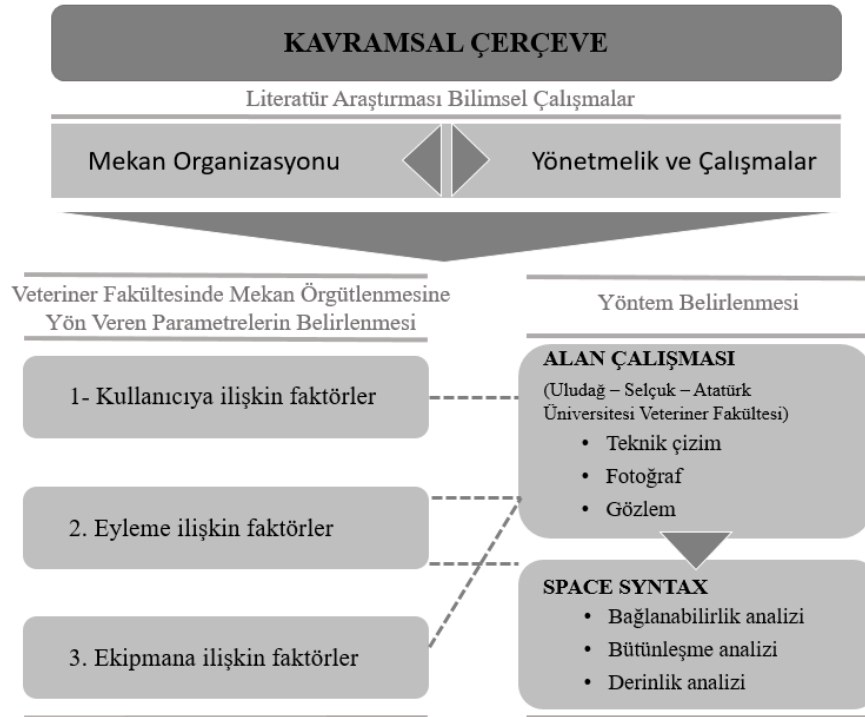 KAVRAMSAL ÇERÇEVE
Literatür Araştırması Bilimsel Çalışmalar
Mekan Organizasyonu
Yönetmelik ve Çalışmalar
Veteriner Fakültesinde Mekan Örgütlenmesine
Yön Veren Parametrelerin Belirlenmesi
1- Kullanıcıya ilişkin faktörler
2. Eyleme ilişkin faktörler
3. Ekipmana ilişkin faktörler
Yöntem Belirlenmesi
ALAN ÇALIŞMASI
(Uludağ – Selçuk – Atatürk
Üniversitesi Veteriner Fakültesi)
• Teknik çizim
• Fotoğraf
• Gözlem
SPACE SYNTAX
• Bağlanabilirlik analizi
• Bütünleşme analizi
• Derinlik analizi